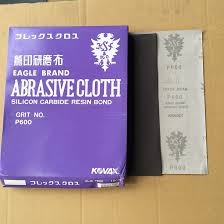 フレックスクロス
鷲印研磨布
EAGLE BRAND
ABRASIVE CLOTH
SILICON CARBIDE RESIN BOND
GRIT NO.
P600
KOVAX
フレックスクロス
P600